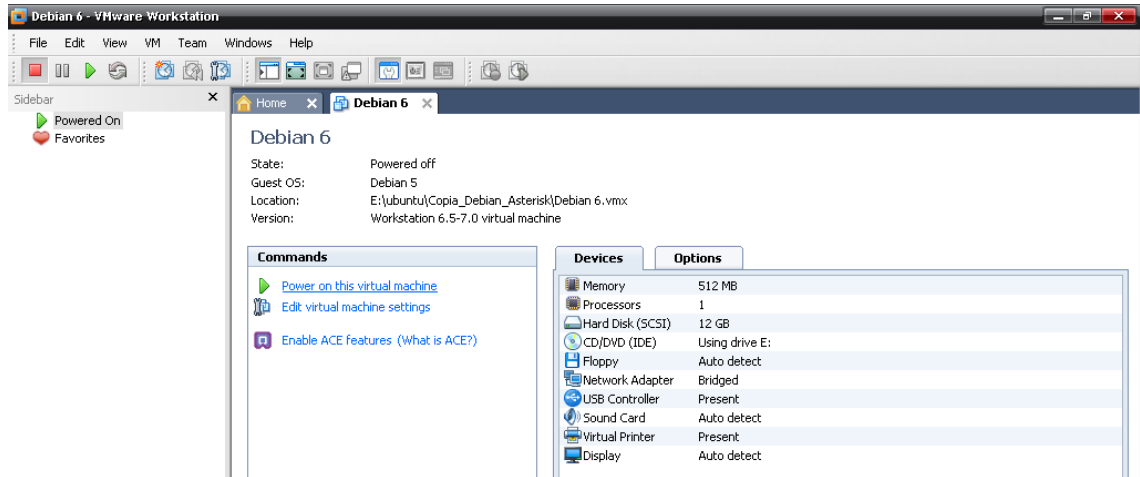 Debian 6 - VMware Workstation
File Edit View VM Team Windows Help
Sidebar
Powered On
Favorites
Home Debian 6
Debian 6
State: Powered off
Guest OS: Debian 5
Location: E:\ubuntu\Copia_Debian_Asterisk\Debian 6.vmx
Version: Workstation 6.5-7.0 virtual machine
Commands
Power on this virtual machine
Edit virtual machine settings
Enable ACE features (What is ACE?)
Devices Options
Memory 512 MB
Processors 1
Hard Disk (SCSI) 12 GB
CD/DVD (IDE) Using drive E:
Floppy Auto detect
Network Adapter Bridged
USB Controller Present
Sound Card Auto detect
Virtual Printer Present
Display Auto detect